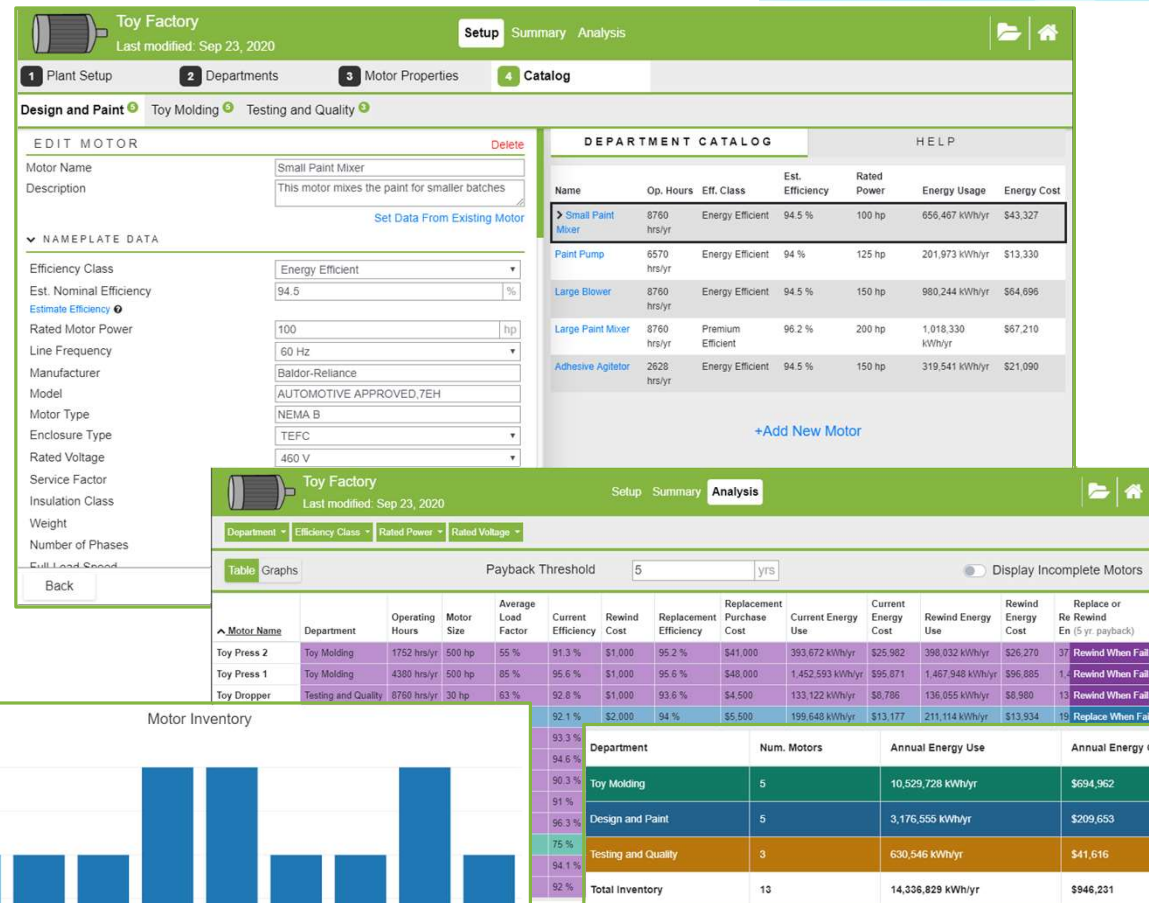 Toy Factory
Last modified: Sep 23, 2020
Setup Summary Analysis
1 Plant Setup 2 Departments 3 Motor Properties 4 Catalog
Design and Paint 5 Toy Molding 5 Testing and Quality 3
EDIT MOTOR Delete
Motor Name Small Paint Mixer
Description This motor mixes the paint for smaller batches
Set Data From Existing Motor
NAMEPLATE DATA
Efficiency Class Energy Efficient
Est. Nominal Efficiency 94.5 %
Estimate Efficiency
Rated Motor Power 100 hp
Line Frequency 60 Hz
Manufacturer Baldor-Reliance
Model AUTOMOTIVE APPROVED,7EH
Motor Type NEMA B
Enclosure Type TEFC
Rated Voltage 460 V
Service Factor
Insulation Class
Weight
Number of Phases
Full Load Speed
Back
DEPARTMENT CATALOG HELP
Name Op. Hours Eff. Class Est. Efficiency Rated Power Energy Usage Energy Cost
Small Paint Mixer 8760 hrs/yr Energy Efficient 94.5 % 100 hp 656,467 kWh/yr $43,327
Paint Pump 6570 hrs/yr Energy Efficient 94 % 125 hp 201,973 kWh/yr $13,330
Large Blower 8760 hrs/yr Energy Efficient 94.5 % 150 hp 980,244 kWh/yr $64,696
Large Paint Mixer 8760 hrs/yr Premium Efficient 96.2 % 200 hp 1,018,330 kWh/yr $67,210
Adhesive Agitetor 2628 hrs/yr Energy Efficient 94.5 % 150 hp 319,541 kWh/yr $21,090
+Add New Motor
Toy Factory
Last modified: Sep 23, 2020
Setup Summary Analysis
Department Efficiency Class Rated Power Rated Voltage
Table Graphs Payback Threshold 5 yrs Display Incomplete Motors
Motor Name Department Operating Hours Motor Size Average Load Factor Current Efficiency Rewind Cost Replacement Efficiency Replacement Purchase Cost Current Energy Use Current Energy Cost Rewind Energy Use Rewind Energy Cost Re En Replace or Rewind (5 yr. payback)
Toy Press 2 Toy Molding 1752 hrs/yr 500 hp 55 % 91.3 % $1,000 95.2 % $41,000 393,672 kWh/yr $25,982 398,032 kWh/yr $26,270 37 Rewind When Fail
Toy Press 1 Toy Molding 4380 hrs/yr 500 hp 85 % 95.6 % $1,000 95.6 % $48,000 1,452,593 kWh/yr $95,871 1,467,948 kWh/yr $96,885 1,4 Rewind When Fail
Toy Dropper Testing and Quality 8760 hrs/yr 30 hp 63 % 92.8 % $1,000 93.6 % $4,500 133,122 kWh/yr $8,786 136,055 kWh/yr $8,980 13 Rewind When Fail
92.1 % $2,000 94 % $5,500 199,648 kWh/yr $13,177 211,114 kWh/yr $13,934 19 Replace When Fai
93.3 %
94.6 %
90.3 %
91 %
96.3 %
75 %
94.1 %
92 %
Motor Inventory
Department Num. Motors Annual Energy Use Annual Energy
Toy Molding 5 10,529,728 kWh/yr $694,962
Design and Paint 5 3,176,555 kWh/yr $209,653
Testing and Quality 3 630,546 kWh/yr $41,616
Total Inventory 13 14,336,829 kWh/yr $946,231